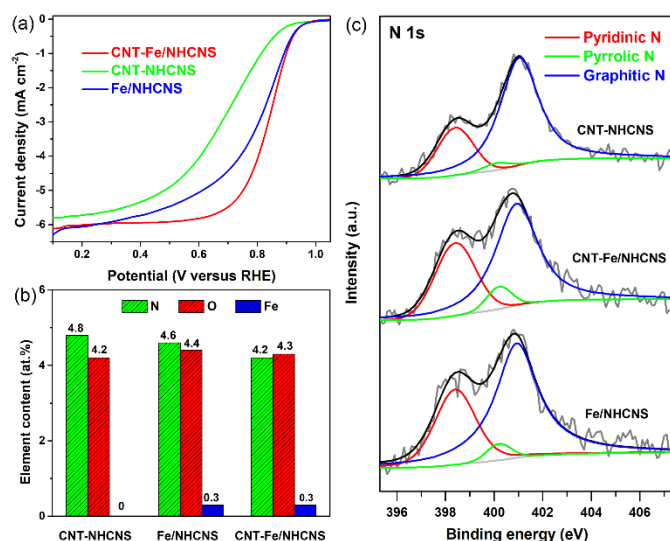 (a)
0
-1
-2
-3
-4
-5
-6
Current density (mA cm⁻²)
CNT-Fe/NHCNS
CNT-NHCNS
Fe/NHCNS
0.4 0.6 0.8 1.0
Potential (V versus RHE)
(b)
N O Fe
6
4
2
0
Element content (at.%)
4.8 4.2 0
4.6 4.4 0.3
4.2 4.3 0.3
CNT-NHCNS Fe/NHCNS CNT-Fe/NHCNS
(c)
N 1s
Pyridinic N
Pyrrolic N
Graphitic N
CNT-NHCNS
CNT-Fe/NHCNS
Fe/NHCNS
Intensity (a.u.)
396 398 400 402 404 406
Binding energy (eV)